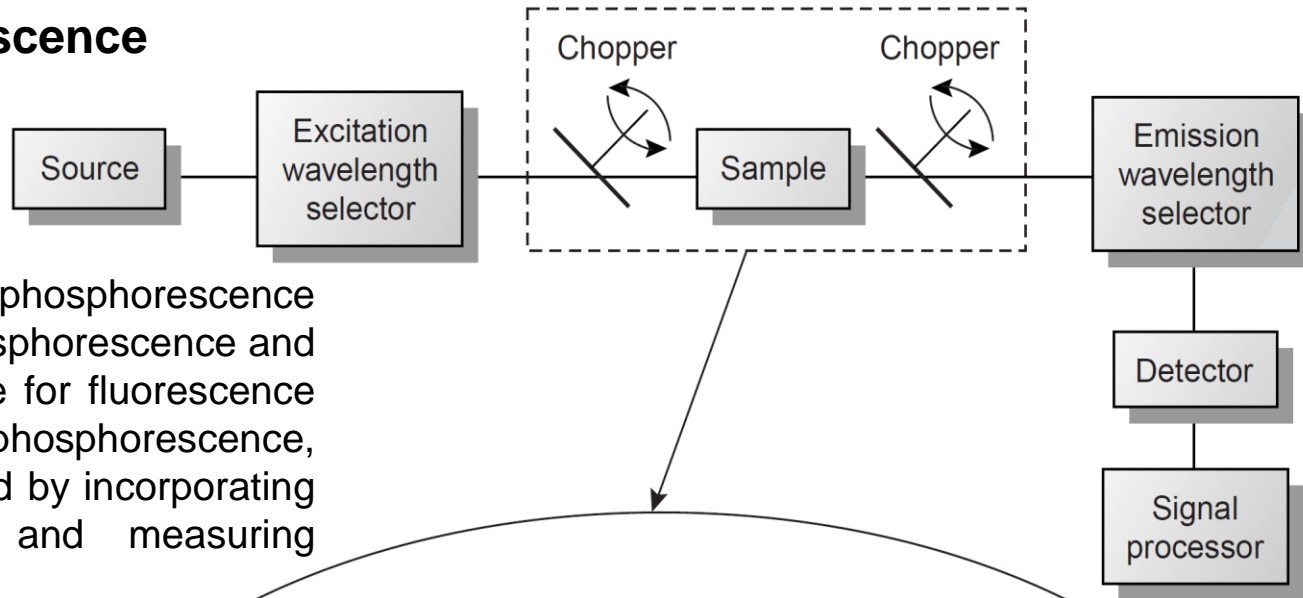 scence
Chopper
Chopper
Source
Excitation
wavelength
selector
Sample
Emission
wavelength
selector
phosphorescence
sphorescence and
for fluorescence
phosphorescence,
d by incorporating
and measuring
Detector
Signal
processor